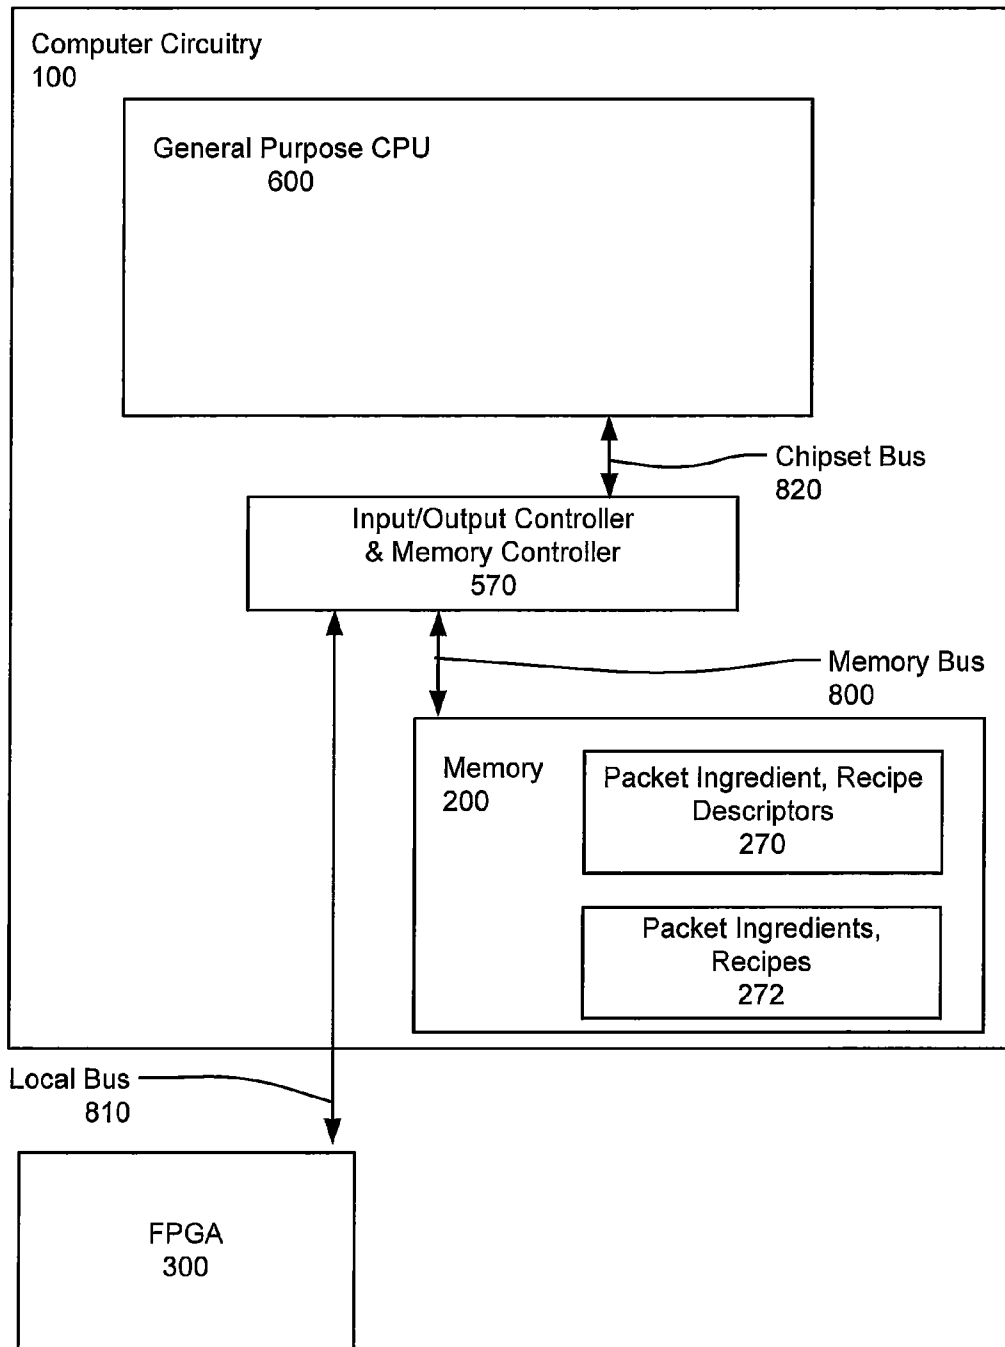 Computer Circuitry
100
General Purpose CPU
600
Chipset Bus
820
Input/Output Controller
& Memory Controller
570
Memory Bus
800
Memory
200
Packet Ingredient, Recipe
Descriptors
270
Packet Ingredients,
Recipes
272
Local Bus
810
FPGA
300